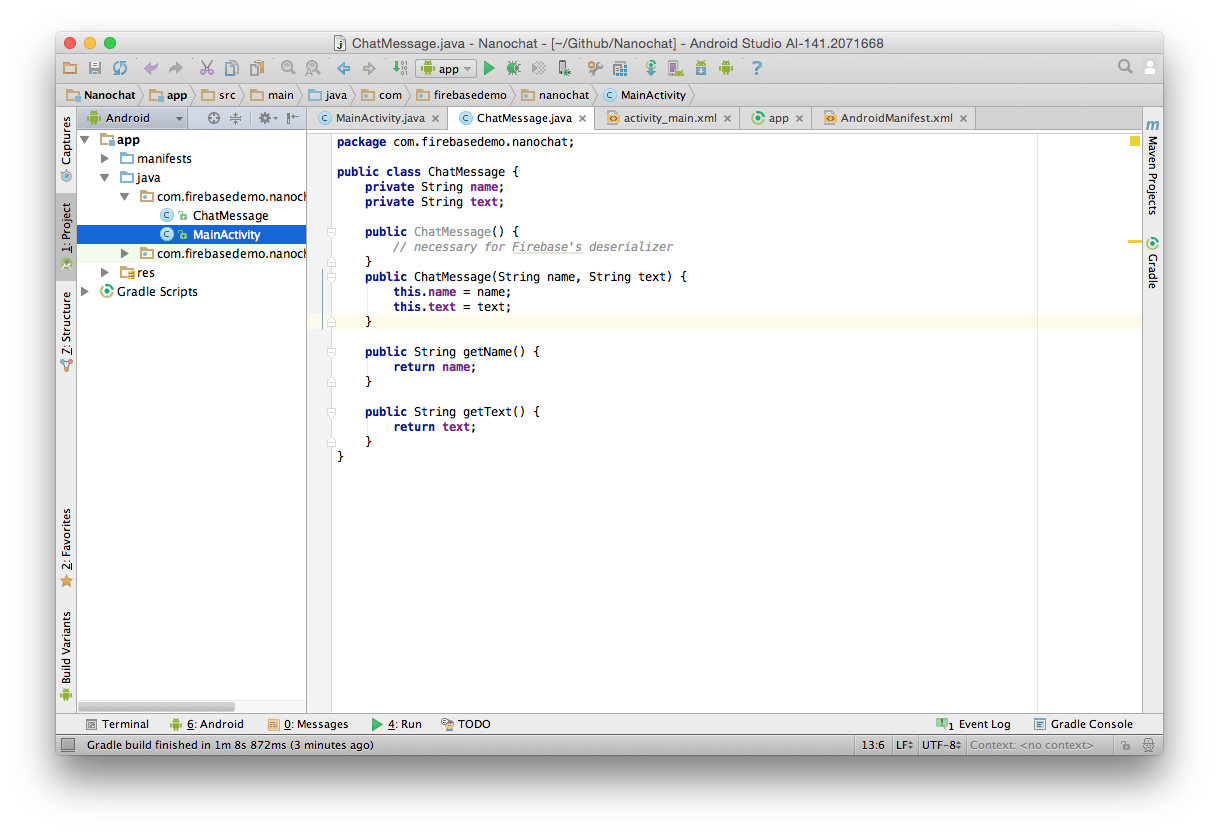 ChatMessage.java - Nanochat - [~/Github/Nanochat] - Android Studio AI-141.2071668
app
Nanochat app src main java com firebasedemo nanochat MainActivity
Android
MainActivity.java ChatMessage.java activity_main.xml app AndroidManifest.xml
Captures
1: Project
Z: Structure
2: Favorites
Build Variants
app
manifests
java
com.firebasedemo.nanoch
ChatMessage
MainActivity
com.firebasedemo.nanoch
res
Gradle Scripts
package com.firebasedemo.nanochat;
public class ChatMessage {
private String name;
private String text;
public ChatMessage() {
// necessary for Firebase's deserializer
}
public ChatMessage(String name, String text) {
this.name = name;
this.text = text;
}
public String getName() {
return name;
}
public String getText() {
return text;
}
}
Maven Projects
Gradle
Terminal 6: Android 0: Messages 4: Run TODO 1 Event Log Gradle Console
Gradle build finished in 1m 8s 872ms (3 minutes ago) 13:6 LF UTF-8 Context: <no context>